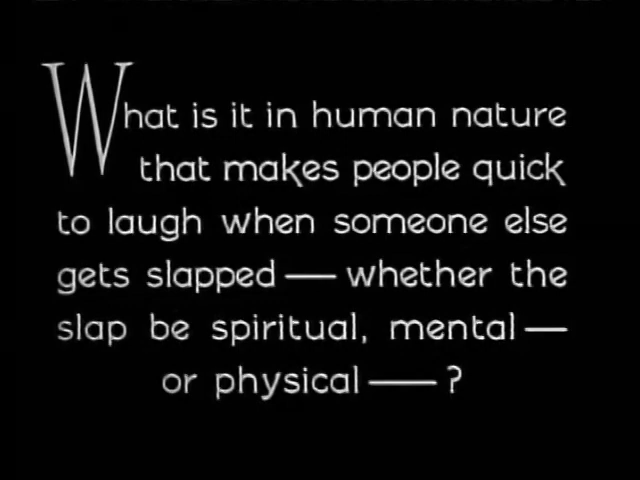 What is it in human nature
that makes people quick
to laugh when someone else
gets slapped — whether the
slap be spiritual, mental —
or physical — ?